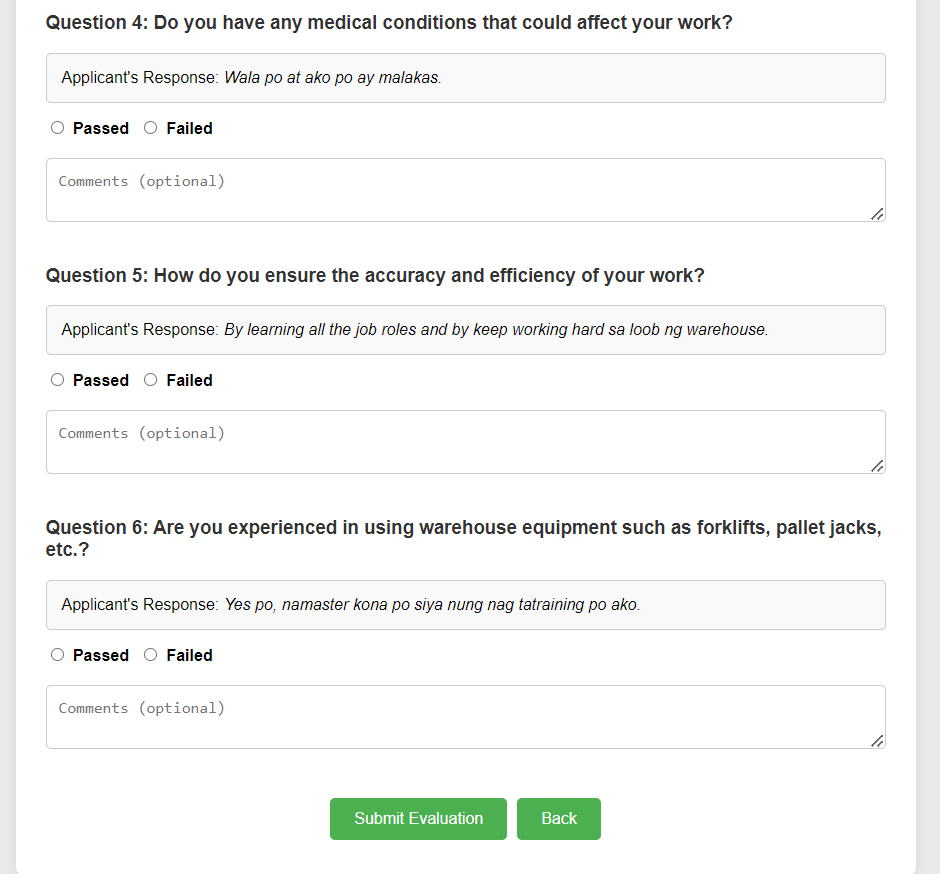 Question 4: Do you have any medical conditions that could affect your work?
Applicant's Response: Wala po at ako po ay malakas.
Passed Failed
Comments (optional)
Question 5: How do you ensure the accuracy and efficiency of your work?
Applicant's Response: By learning all the job roles and by keep working hard sa loob ng warehouse.
Passed Failed
Comments (optional)
Question 6: Are you experienced in using warehouse equipment such as forklifts, pallet jacks,
etc.?
Applicant's Response: Yes po, namaster kona po siya nung nag tatraining po ako.
Passed Failed
Comments (optional)
Submit Evaluation Back